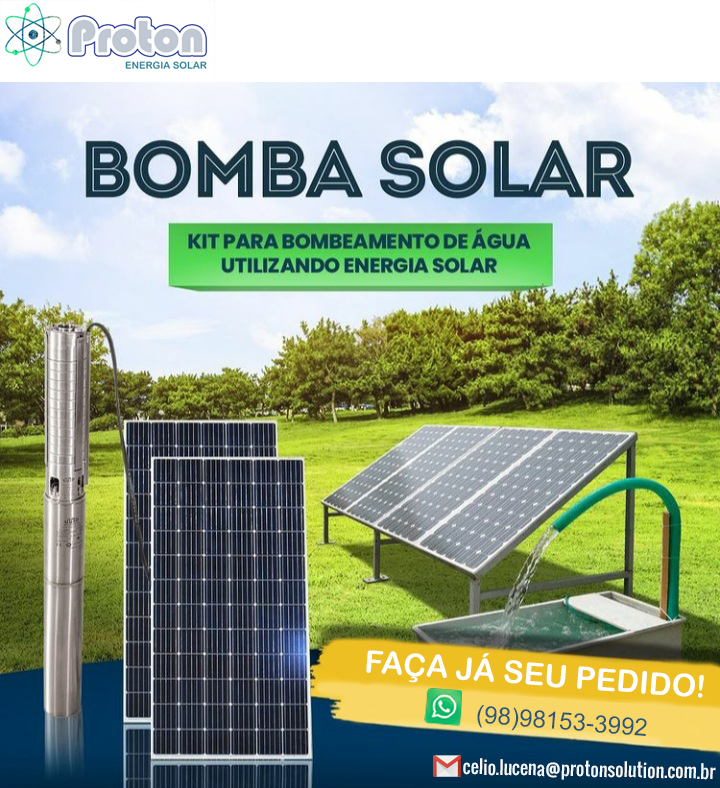 Proton
ENERGIA SOLAR
BOMBA SOLAR
KIT PARA BOMBEAMENTO DE ÁGUA
UTILIZANDO ENERGIA SOLAR
FAÇA JÁ SEU PEDIDO!
(98)98153-3992
celio.lucena@protonsolution.com.br